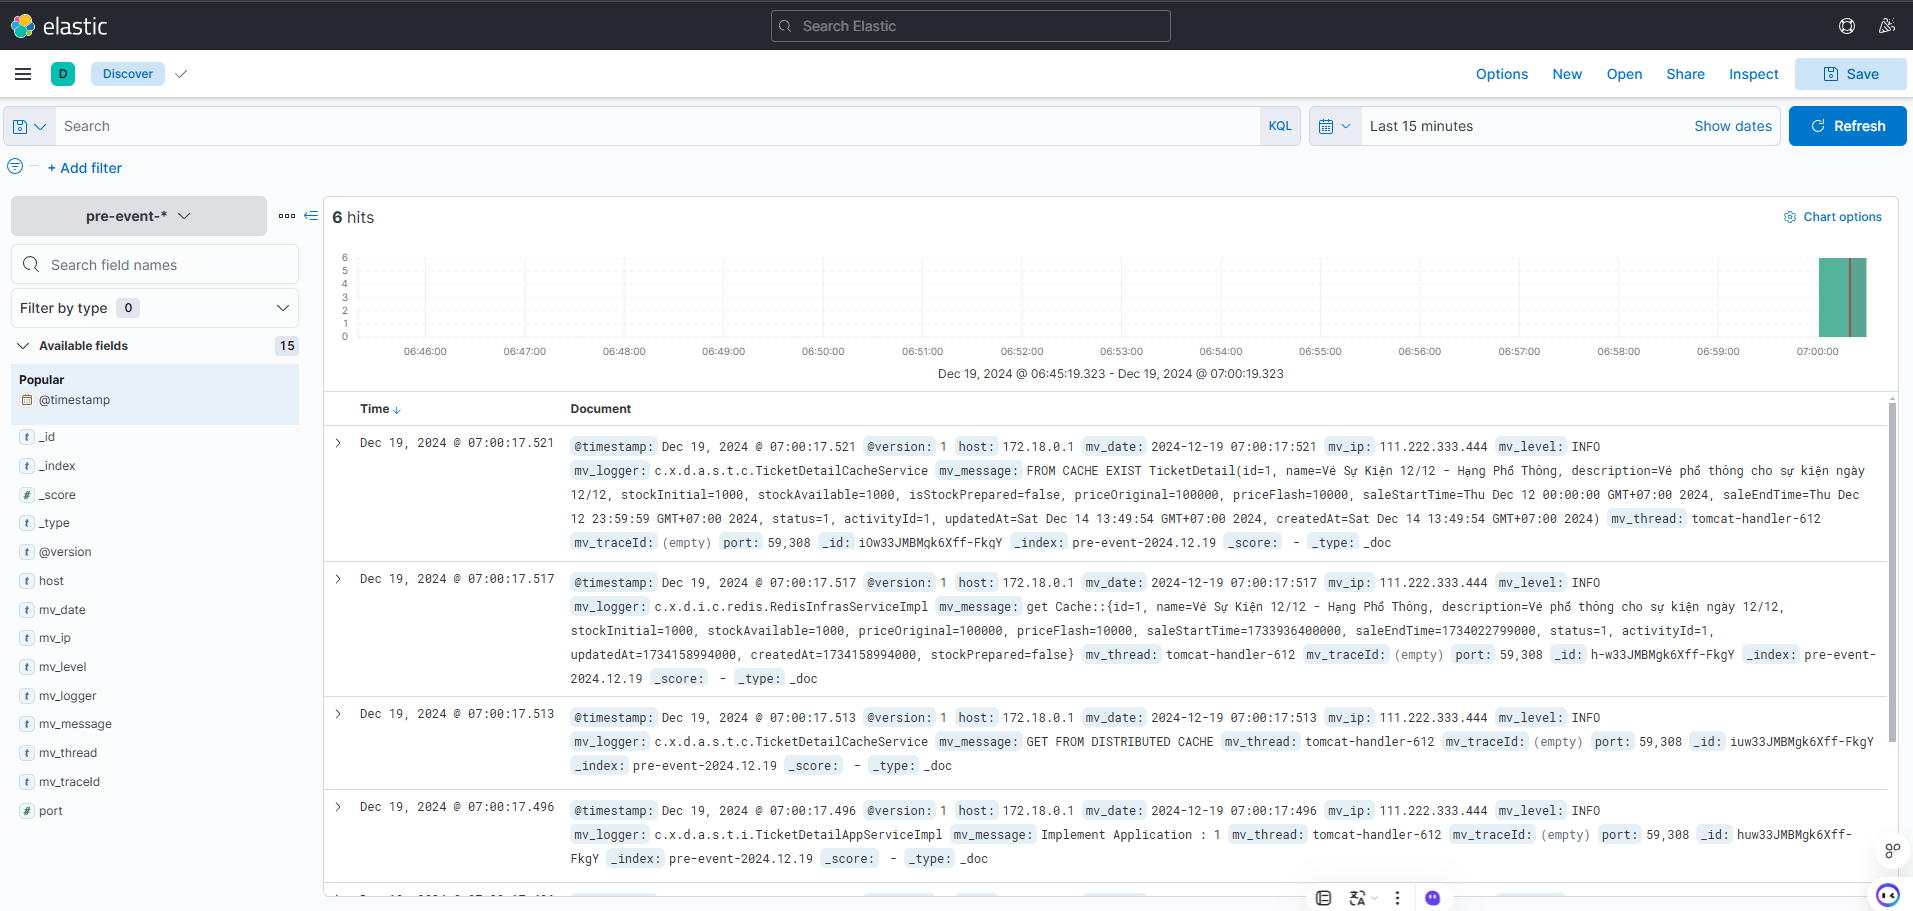 elastic
Search Elastic
D
Discover
Options
New
Open
Share
Inspect
Save
Search
KQL
Last 15 minutes
Show dates
Refresh
+ Add filter
pre-event-*
Search field names
Filter by type 0
Available fields 15
Popular
@timestamp
t _id
t _index
# _score
t _type
t @version
t host
t mv_date
t mv_ip
t mv_level
t mv_logger
t mv_message
t mv_thread
t mv_traceId
# port
6 hits
Chart options
6
5
4
3
2
1
0
06:46:00 06:47:00 06:48:00 06:49:00 06:50:00 06:51:00 06:52:00 06:53:00 06:54:00 06:55:00 06:56:00 06:57:00 06:58:00 06:59:00 07:00:00
Dec 19, 2024 @ 06:45:19.323 - Dec 19, 2024 @ 07:00:19.323
Time Document
Dec 19, 2024 @ 07:00:17.521 @timestamp: Dec 19, 2024 @ 07:00:17.521 @version: 1 host: 172.18.0.1 mv_date: 2024-12-19 07:00:17:521 mv_ip: 111.222.333.444 mv_level: INFO
mv_logger: c.x.d.a.s.t.c.TicketDetailCacheService mv_message: FROM CACHE EXIST TicketDetail(id=1, name=Vé Sự Kiện 12/12 - Hạng Phổ Thông, description=Vé phổ thông cho sự kiện ngày
12/12, stockInitial=1000, stockAvailable=1000, isStockPrepared=false, priceOriginal=100000, priceFlash=10000, saleStartTime=Thu Dec 12 00:00:00 GMT+07:00 2024, saleEndTime=Thu Dec
12 23:59:59 GMT+07:00 2024, status=1, activityId=1, updatedAt=Sat Dec 14 13:49:54 GMT+07:00 2024, createdAt=Sat Dec 14 13:49:54 GMT+07:00 2024) mv_thread: tomcat-handler-612
mv_traceId: (empty) port: 59,308 _id: iOw33JMBMgk6Xff-FkgY _index: pre-event-2024.12.19 _score: - _type: _doc
Dec 19, 2024 @ 07:00:17.517 @timestamp: Dec 19, 2024 @ 07:00:17.517 @version: 1 host: 172.18.0.1 mv_date: 2024-12-19 07:00:17:517 mv_ip: 111.222.333.444 mv_level: INFO
mv_logger: c.x.d.i.c.redis.RedisInfrasServiceImpl mv_message: get Cache::{id=1, name=Vé Sự Kiện 12/12 - Hạng Phổ Thông, description=Vé phổ thông cho sự kiện ngày 12/12,
stockInitial=1000, stockAvailable=1000, priceOriginal=100000, priceFlash=10000, saleStartTime=1733936400000, saleEndTime=1734022799000, status=1, activityId=1,
updatedAt=1734158994000, createdAt=1734158994000, stockPrepared=false} mv_thread: tomcat-handler-612 mv_traceId: (empty) port: 59,308 _id: h-w33JMBMgk6Xff-FkgY _index: pre-event-
2024.12.19 _score: - _type: _doc
Dec 19, 2024 @ 07:00:17.513 @timestamp: Dec 19, 2024 @ 07:00:17.513 @version: 1 host: 172.18.0.1 mv_date: 2024-12-19 07:00:17:513 mv_ip: 111.222.333.444 mv_level: INFO
mv_logger: c.x.d.a.s.t.c.TicketDetailCacheService mv_message: GET FROM DISTRIBUTED CACHE mv_thread: tomcat-handler-612 mv_traceId: (empty) port: 59,308 _id: iuw33JMBMgk6Xff-FkgY
_index: pre-event-2024.12.19 _score: - _type: _doc
Dec 19, 2024 @ 07:00:17.496 @timestamp: Dec 19, 2024 @ 07:00:17.496 @version: 1 host: 172.18.0.1 mv_date: 2024-12-19 07:00:17:496 mv_ip: 111.222.333.444 mv_level: INFO
mv_logger: c.x.d.a.s.t.i.TicketDetailAppServiceImpl mv_message: Implement Application : 1 mv_thread: tomcat-handler-612 mv_traceId: (empty) port: 59,308 _id: huw33JMBMgk6Xff-
FkgY _index: pre-event-2024.12.19 _score: - _type: _doc